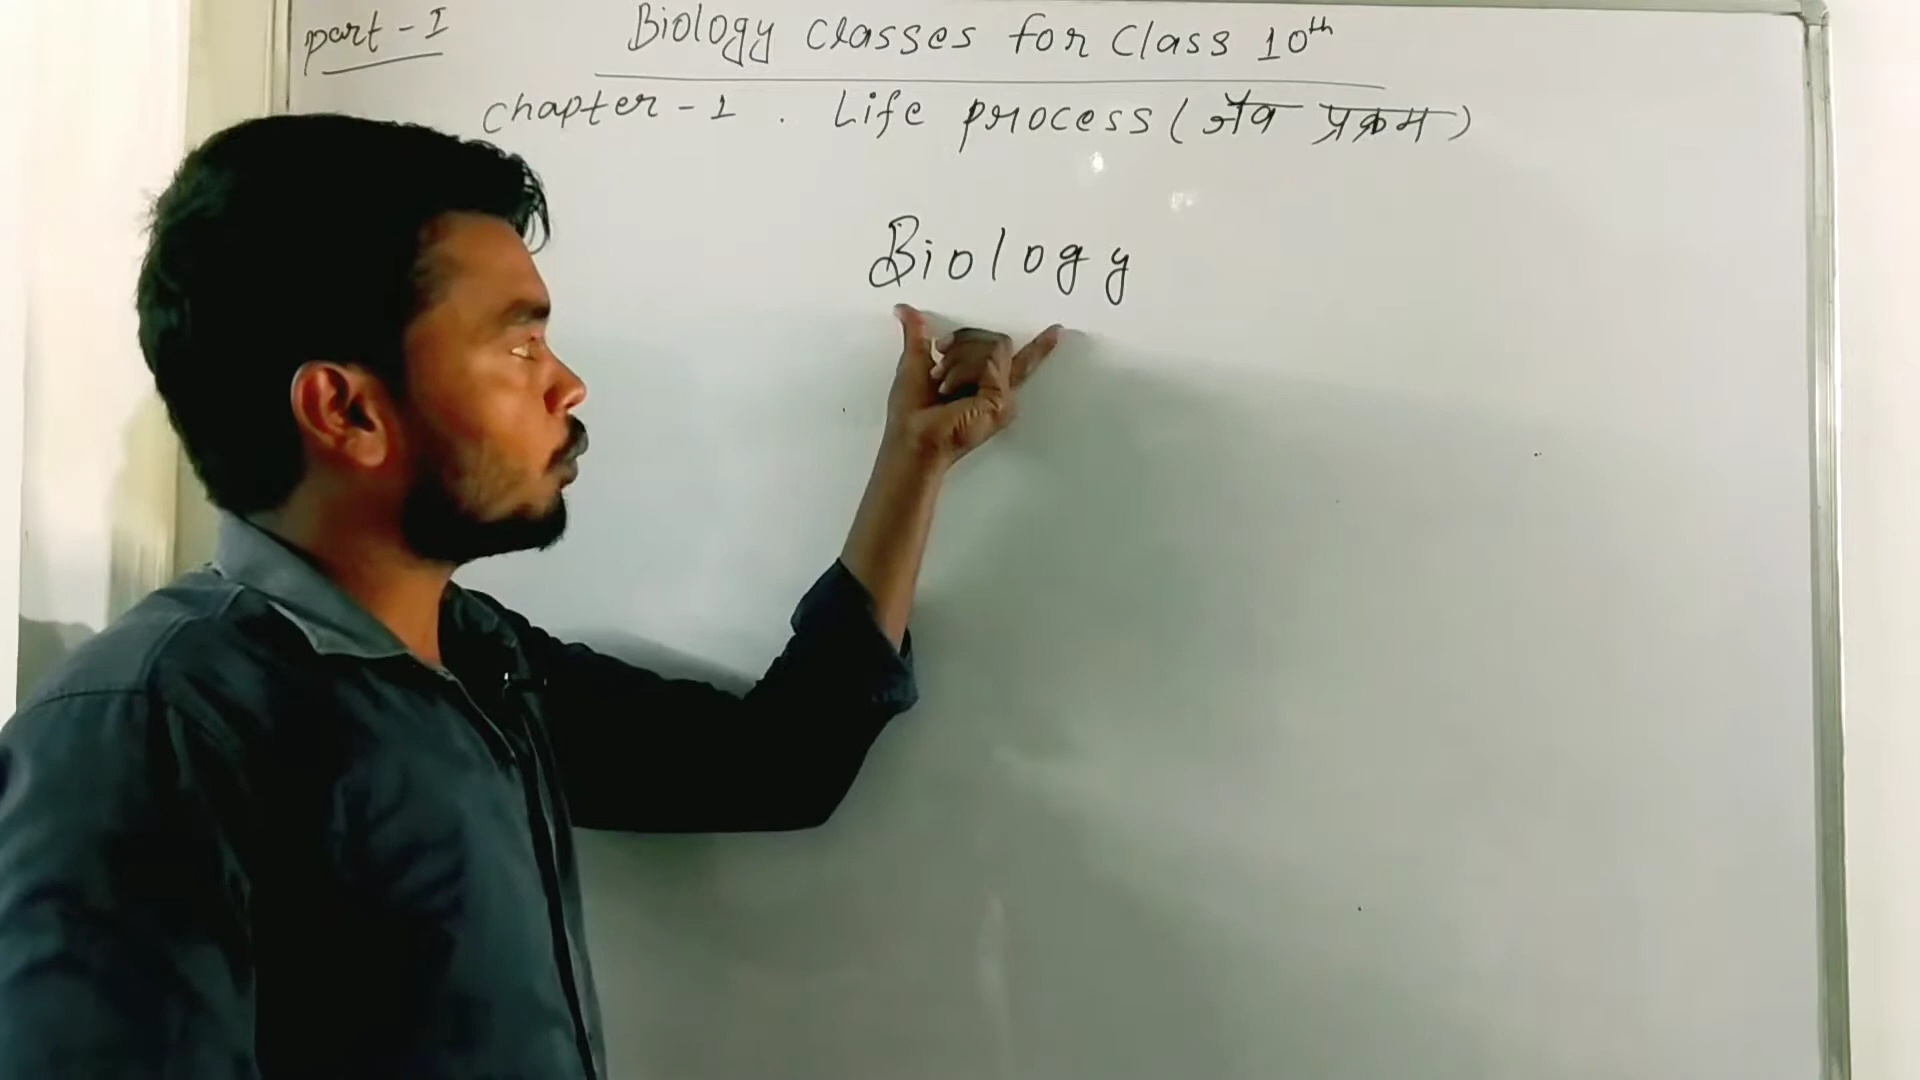 part - I
Biology classes for Class 10th
Chapter - 1 . Life process ( जैव प्रक्रम )
Biology